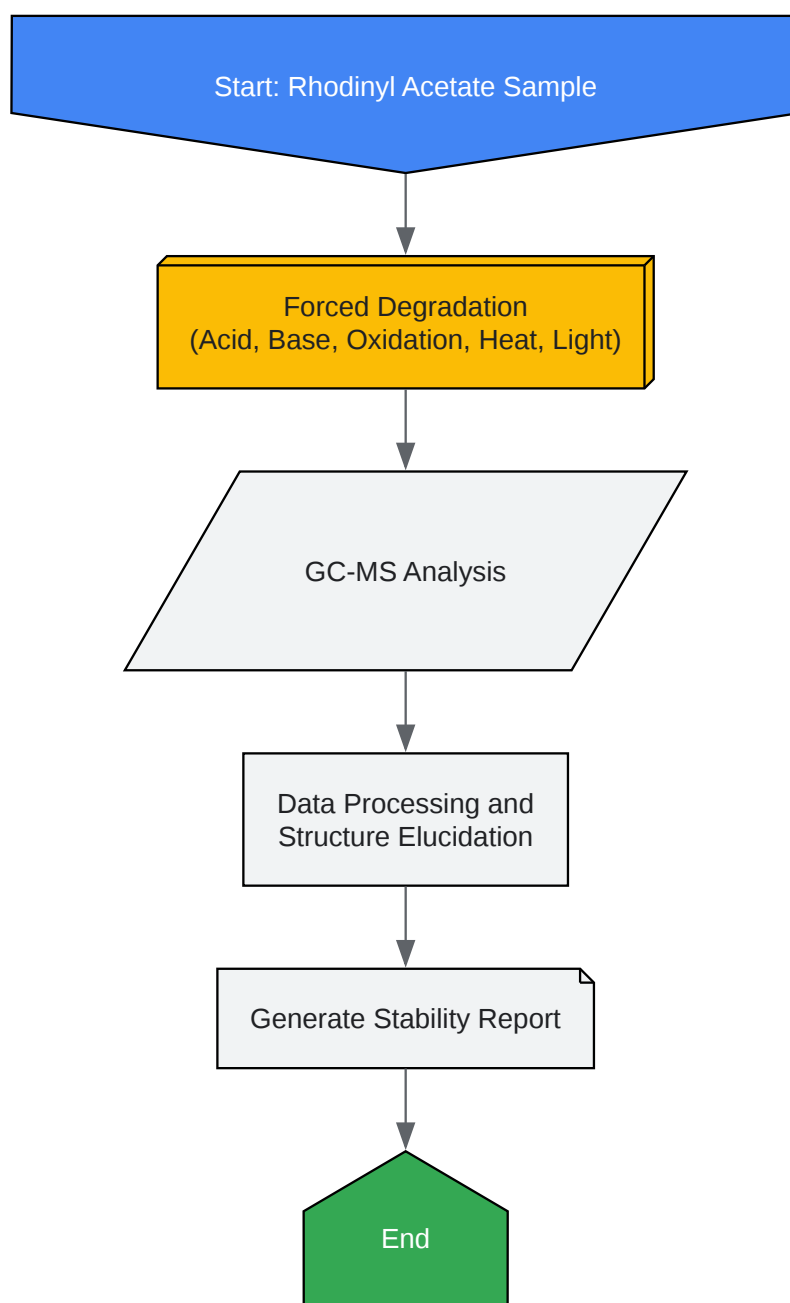 Start: Rhodinyl Acetate Sample
Forced Degradation
(Acid, Base, Oxidation, Heat, Light)
GC-MS Analysis
Data Processing and
Structure Elucidation
Generate Stability Report
End